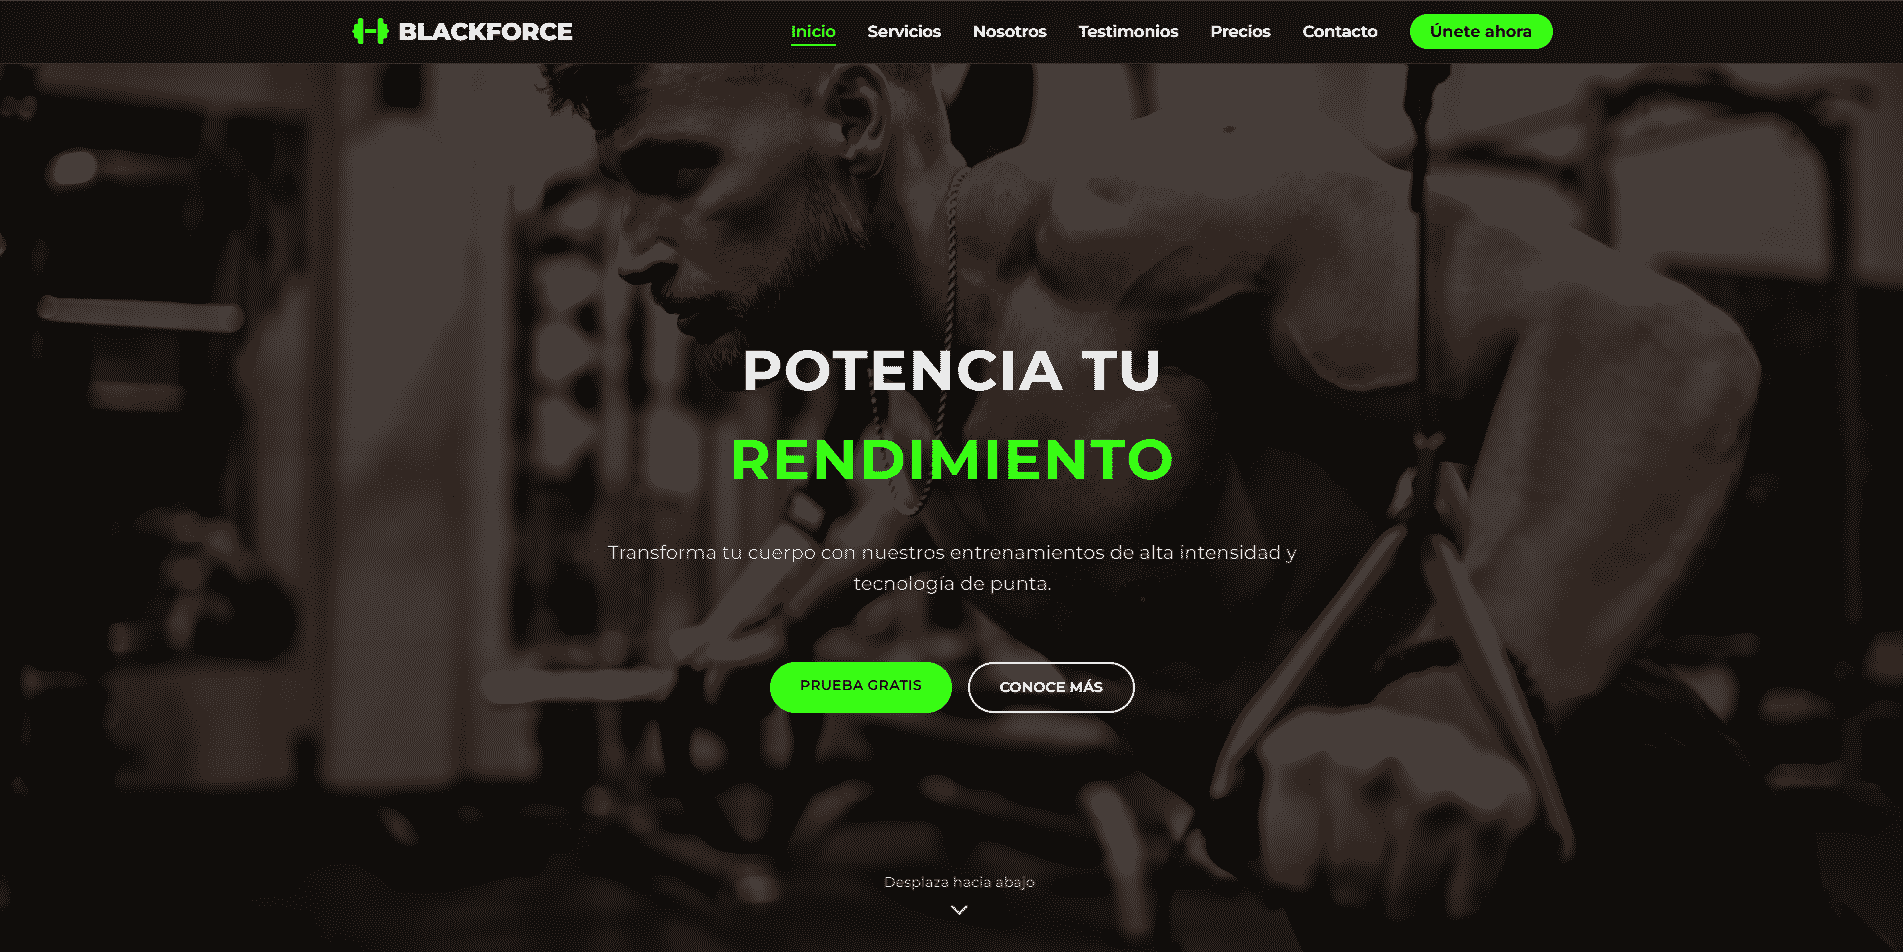 BLACKFORCE
Inicio Servicios Nosotros Testimonios Precios Contacto Únete ahora
POTENCIA TU
RENDIMIENTO
Transforma tu cuerpo con nuestros entrenamientos de alta intensidad y
tecnología de punta.
PRUEBA GRATIS CONOCE MÁS
Desplaza hacia abajo